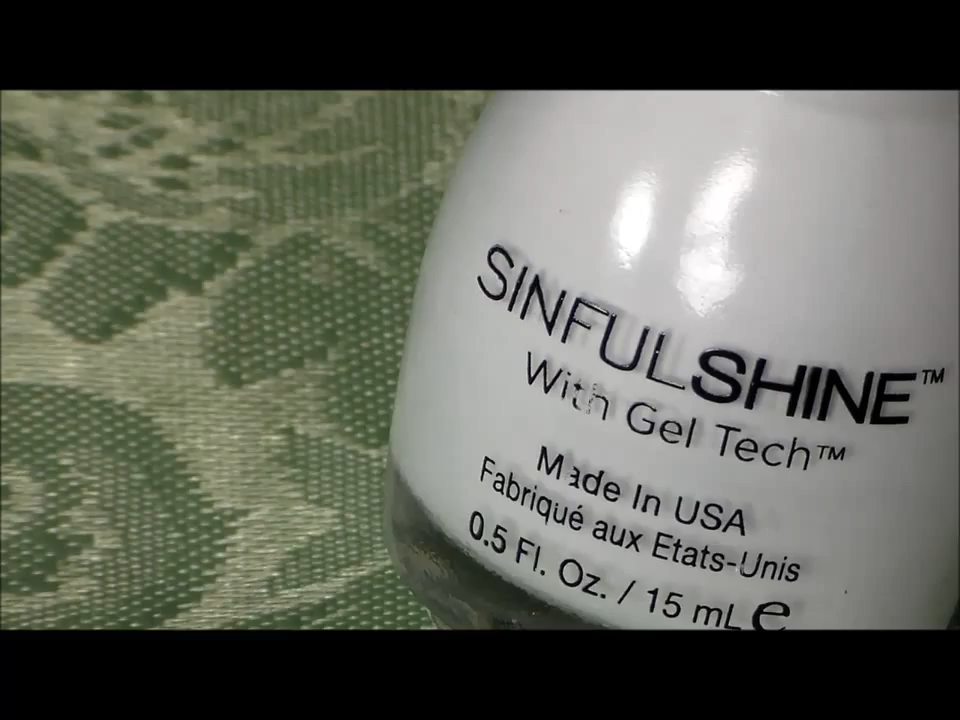 SINFULSHINE™
With Gel Tech™
Made In USA
Fabriqué aux Etats-Unis
0.5 Fl. Oz. / 15 mL ℮